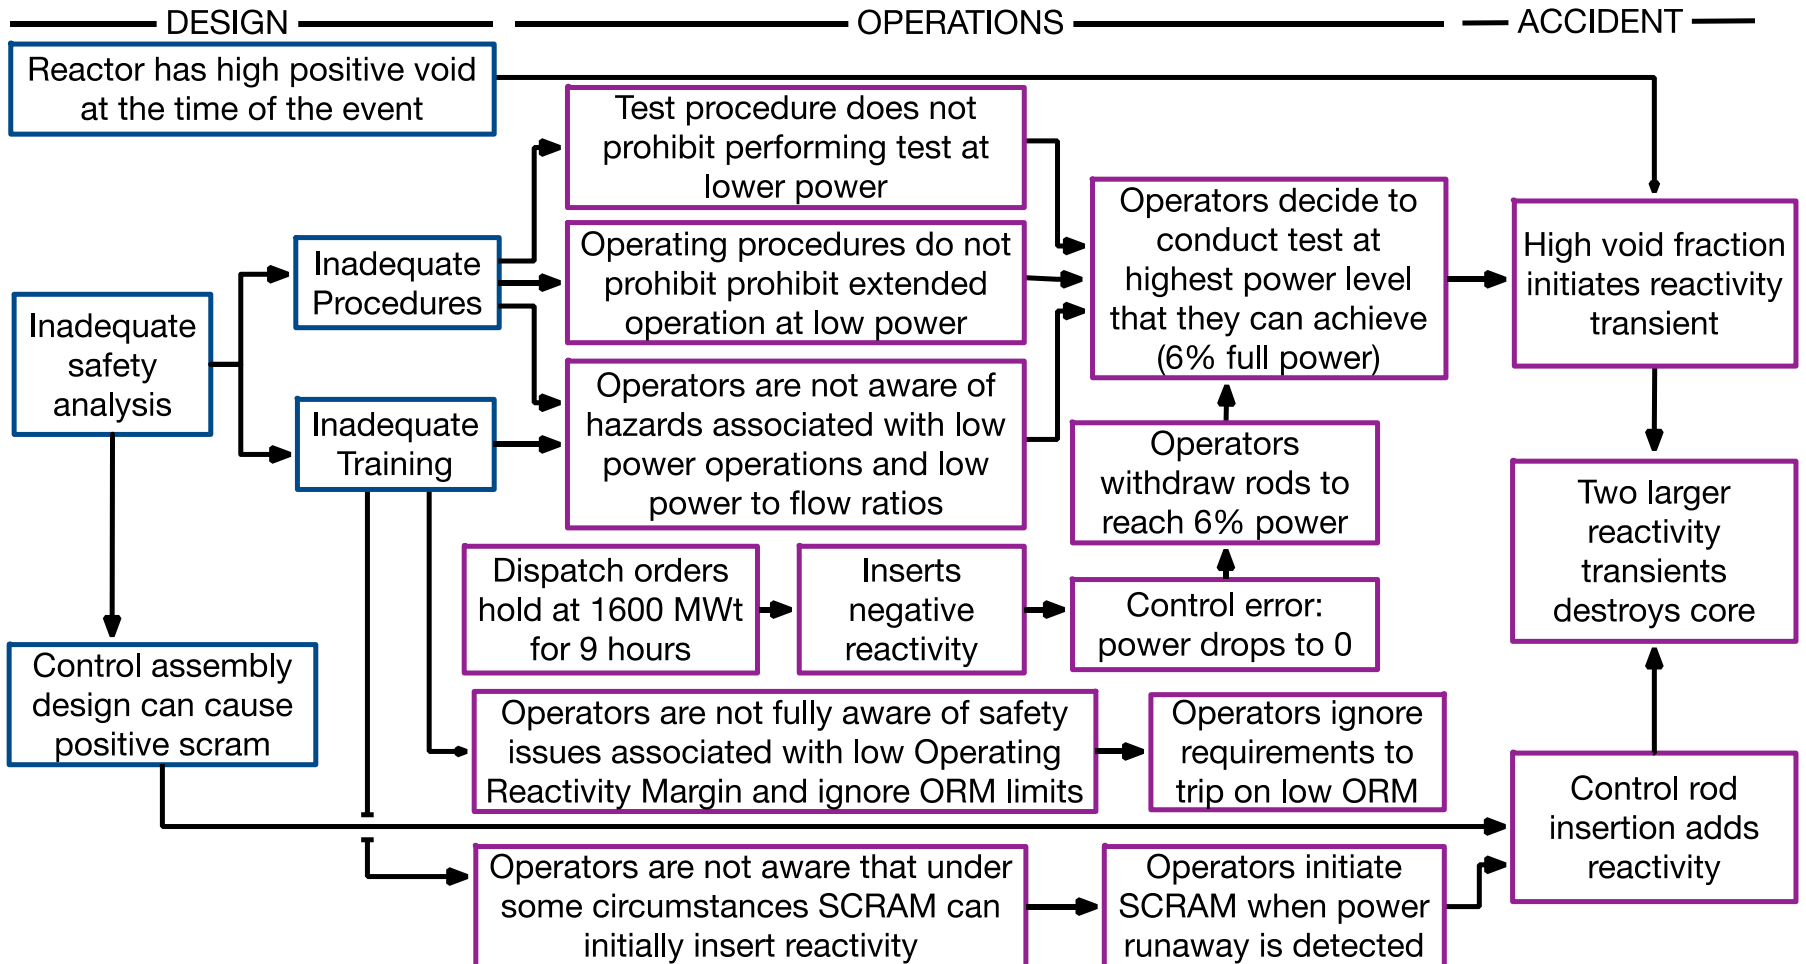 DESIGN
OPERATIONS
ACCIDENT
Reactor has high positive void
at the time of the event
Test procedure does not
prohibit performing test at
lower power
Operators decide to
conduct test at
highest power level
that they can achieve
(6% full power)
High void fraction
initiates reactivity
transient
Inadequate
Procedures
Operating procedures do not
prohibit prohibit extended
operation at low power
Inadequate
safety
analysis
Inadequate
Training
Operators are not aware of
hazards associated with low
power operations and low
power to flow ratios
Operators
withdraw rods to
reach 6% power
Two larger
reactivity
transients
destroys core
Dispatch orders
hold at 1600 MWt
for 9 hours
Inserts
negative
reactivity
Control error:
power drops to 0
Control assembly
design can cause
positive scram
Operators are not fully aware of safety
issues associated with low Operating
Reactivity Margin and ignore ORM limits
Operators ignore
requirements to
trip on low ORM
Control rod
insertion adds
reactivity
Operators are not aware that under
some circumstances SCRAM can
initially insert reactivity
Operators initiate
SCRAM when power
runaway is detected